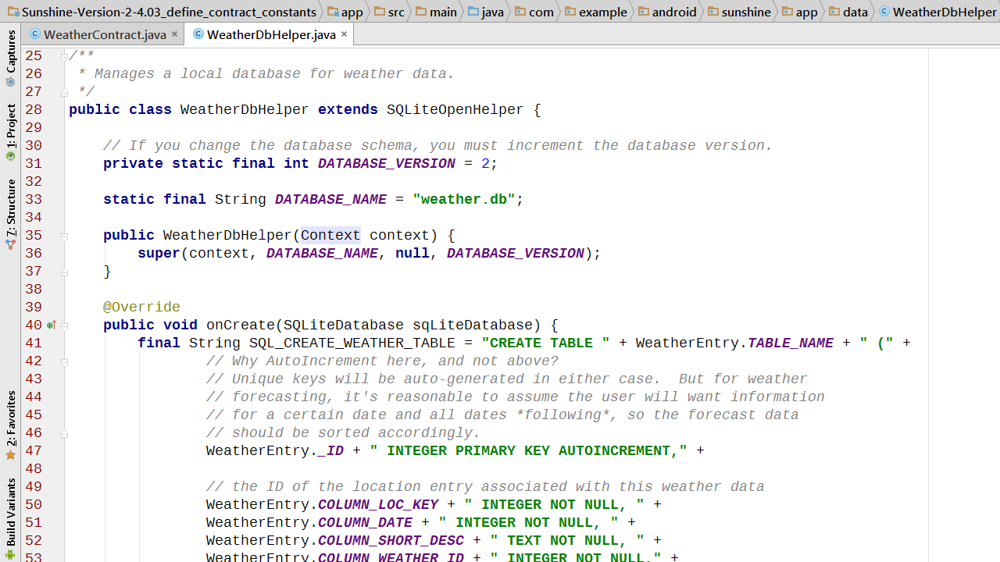 Sunshine-Version-2-4.03_define_contract_constants app src main java com example android sunshine app data WeatherDbHelper
WeatherContract.java × WeatherDbHelper.java ×
Captures
1: Project
7: Structure
2: Favorites
Build Variants
25 /**
26 * Manages a local database for weather data.
27 */
28 public class WeatherDbHelper extends SQLiteOpenHelper {
29
30 // If you change the database schema, you must increment the database version.
31 private static final int DATABASE_VERSION = 2;
32
33 static final String DATABASE_NAME = "weather.db";
34
35 public WeatherDbHelper(Context context) {
36 super(context, DATABASE_NAME, null, DATABASE_VERSION);
37 }
38
39 @Override
40 public void onCreate(SQLiteDatabase sqLiteDatabase) {
41 final String SQL_CREATE_WEATHER_TABLE = "CREATE TABLE " + WeatherEntry.TABLE_NAME + " (" +
42 // Why AutoIncrement here, and not above?
43 // Unique keys will be auto-generated in either case.  But for weather
44 // forecasting, it's reasonable to assume the user will want information
45 // for a certain date and all dates *following*, so the forecast data
46 // should be sorted accordingly.
47 WeatherEntry._ID + " INTEGER PRIMARY KEY AUTOINCREMENT," +
48
49 // the ID of the location entry associated with this weather data
50 WeatherEntry.COLUMN_LOC_KEY + " INTEGER NOT NULL, " +
51 WeatherEntry.COLUMN_DATE + " INTEGER NOT NULL, " +
52 WeatherEntry.COLUMN_SHORT_DESC + " TEXT NOT NULL, " +
53 WeatherEntry.COLUMN_WEATHER_ID + " INTEGER NOT NULL," +